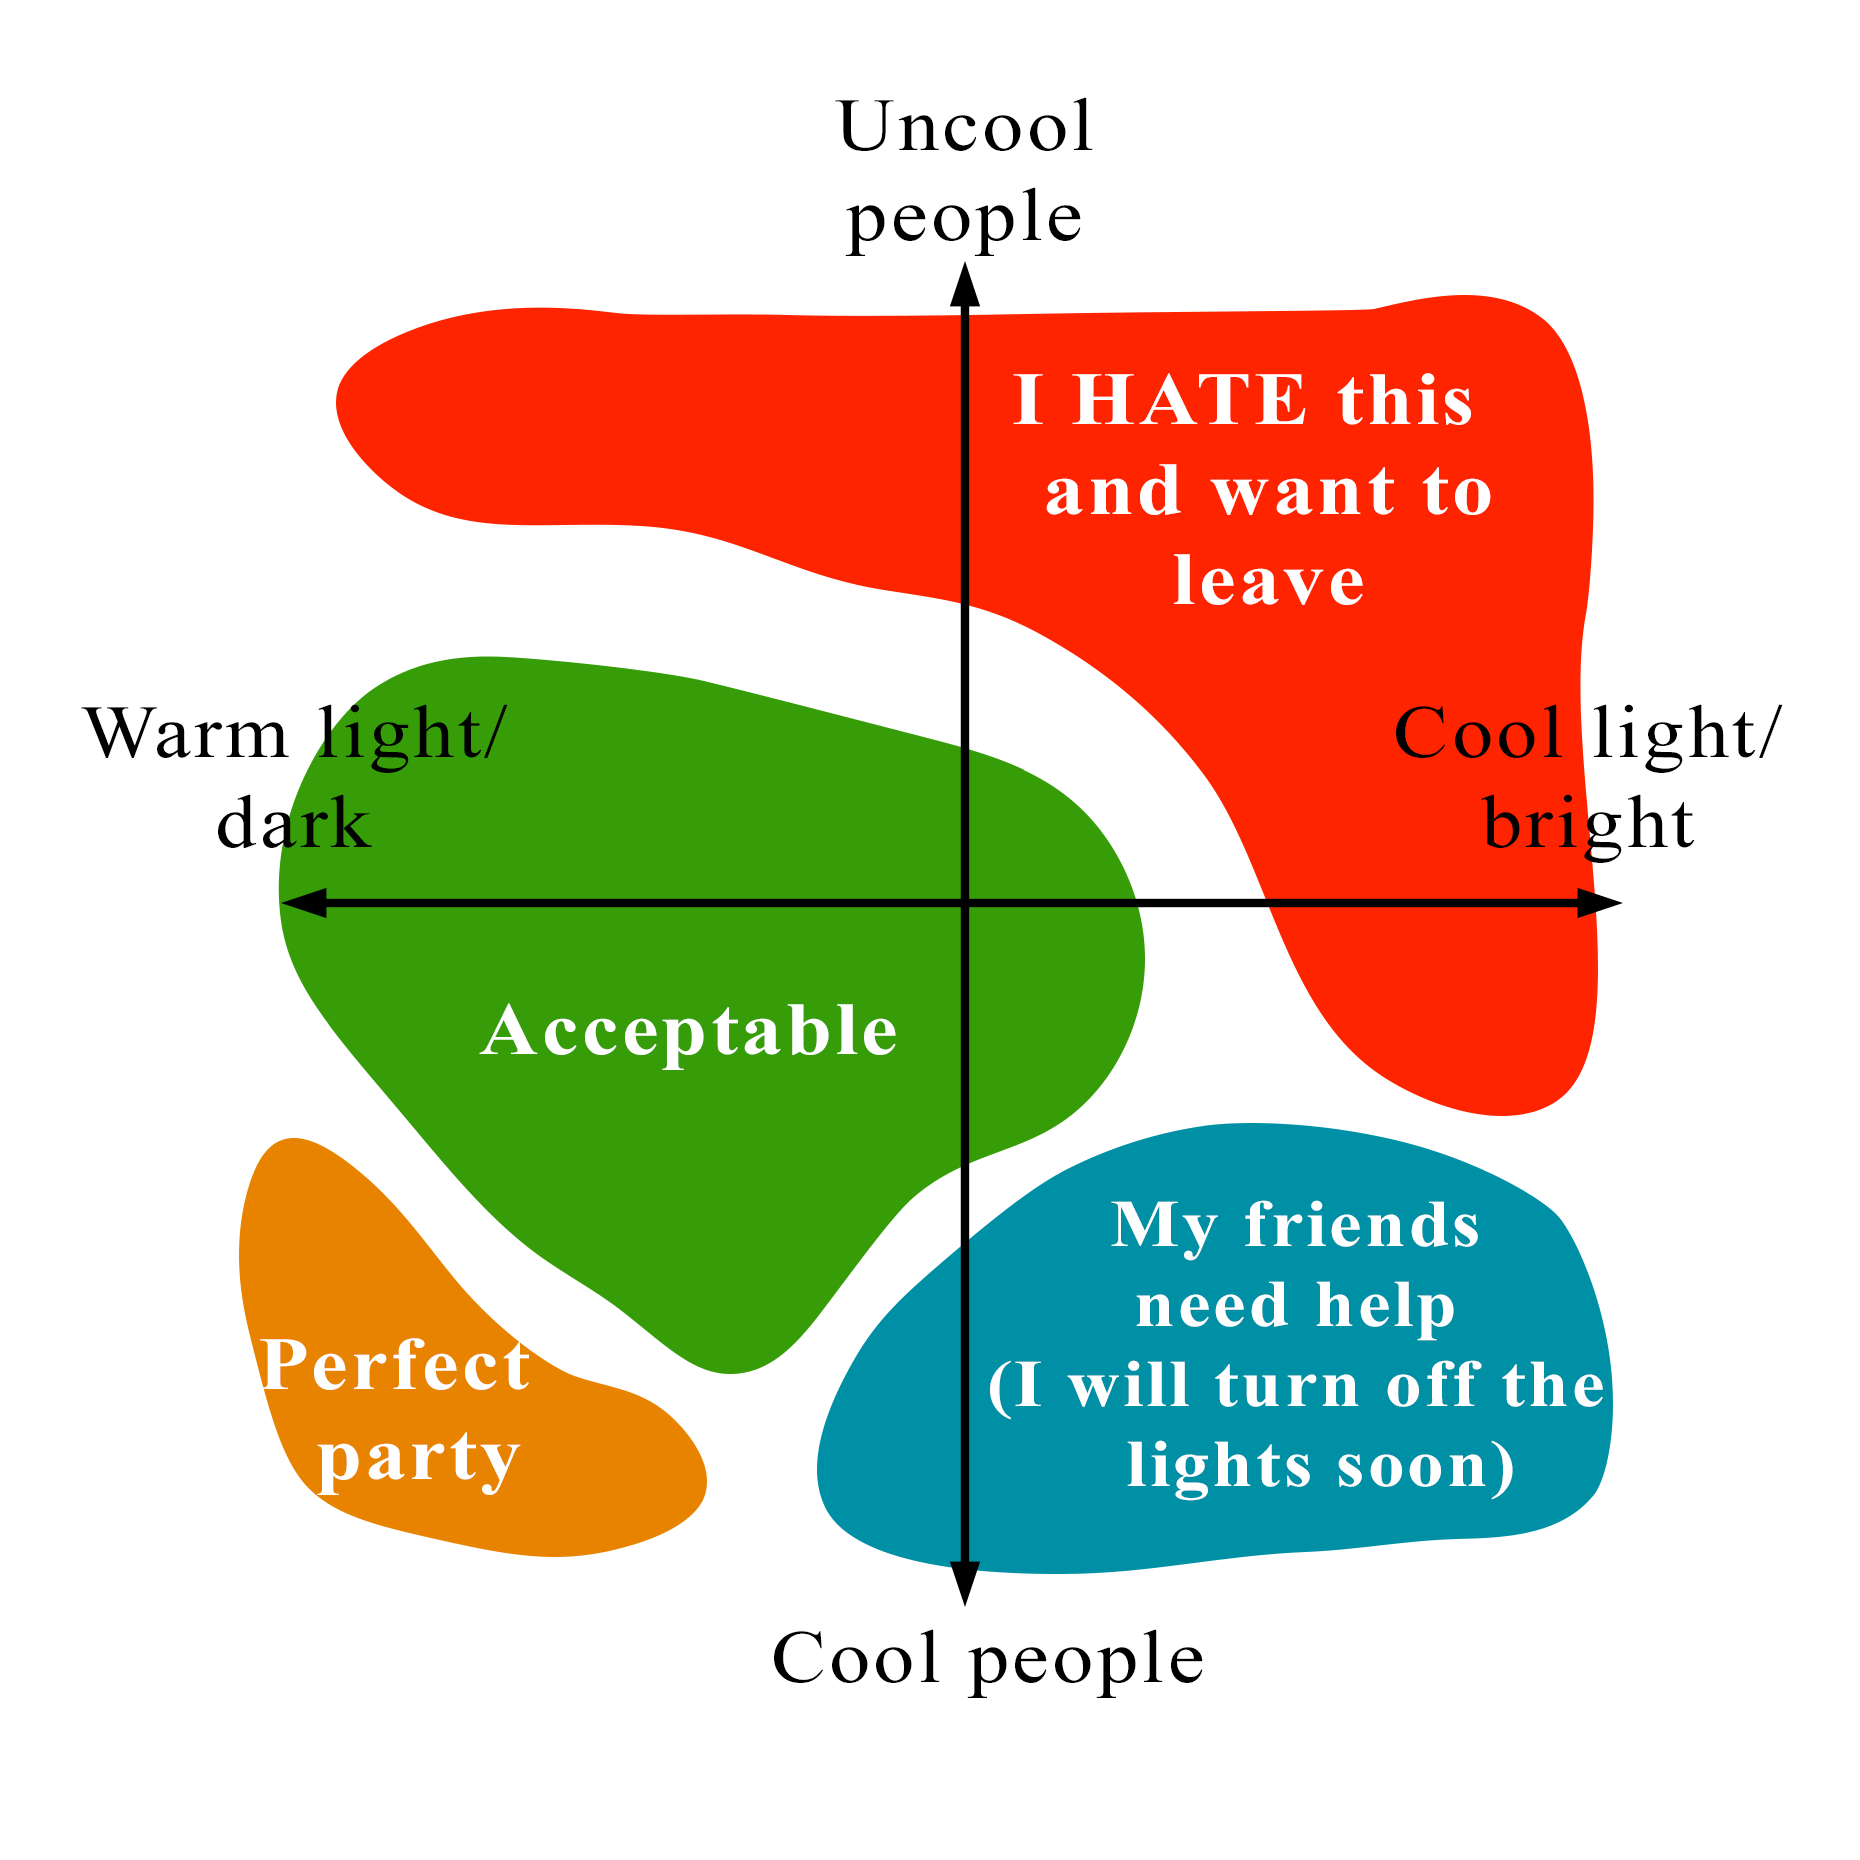 Uncool
people
I HATE this
and want to
leave
Warm light/
dark
Cool light/
bright
Acceptable
My friends
need help
(I will turn off the
lights soon)
Perfect
party
Cool people